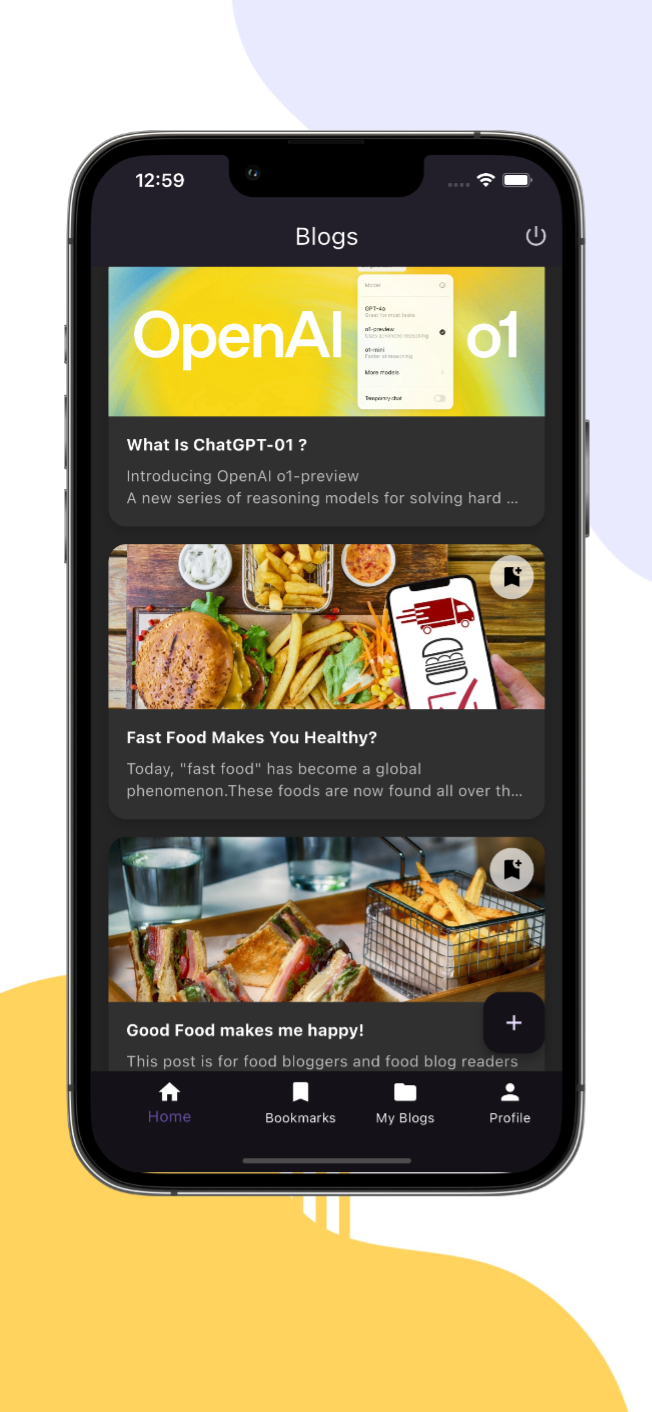 12:59
Blogs
OpenAI
o1
Model
GPT-4o
Great for most tasks
o1-preview
Uses advanced reasoning
o1-mini
Faster at reasoning
More models
Temporary chat
What Is ChatGPT-01 ?
Introducing OpenAI o1-preview
A new series of reasoning models for solving hard ...
Fast Food Makes You Healthy?
Today, "fast food" has become a global
phenomenon.These foods are now found all over th...
Good Food makes me happy!
This post is for food bloggers and food blog readers
Home
Bookmarks
My Blogs
Profile